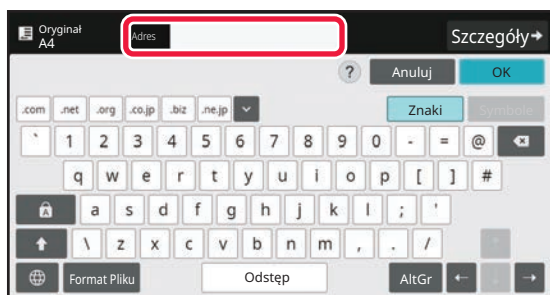 Oryginał
A4
Adres
Szczegóły
?
Anuluj
OK
.com .net .org .co.jp .biz .ne.jp
Znaki
Symbole
` 1 2 3 4 5 6 7 8 9 0 - = @
q w e r t y u i o p [ ] #
A
a s d f g h j k l ; '
\ z x c v b n m , . /
Format Pliku
Odstęp
AltGr